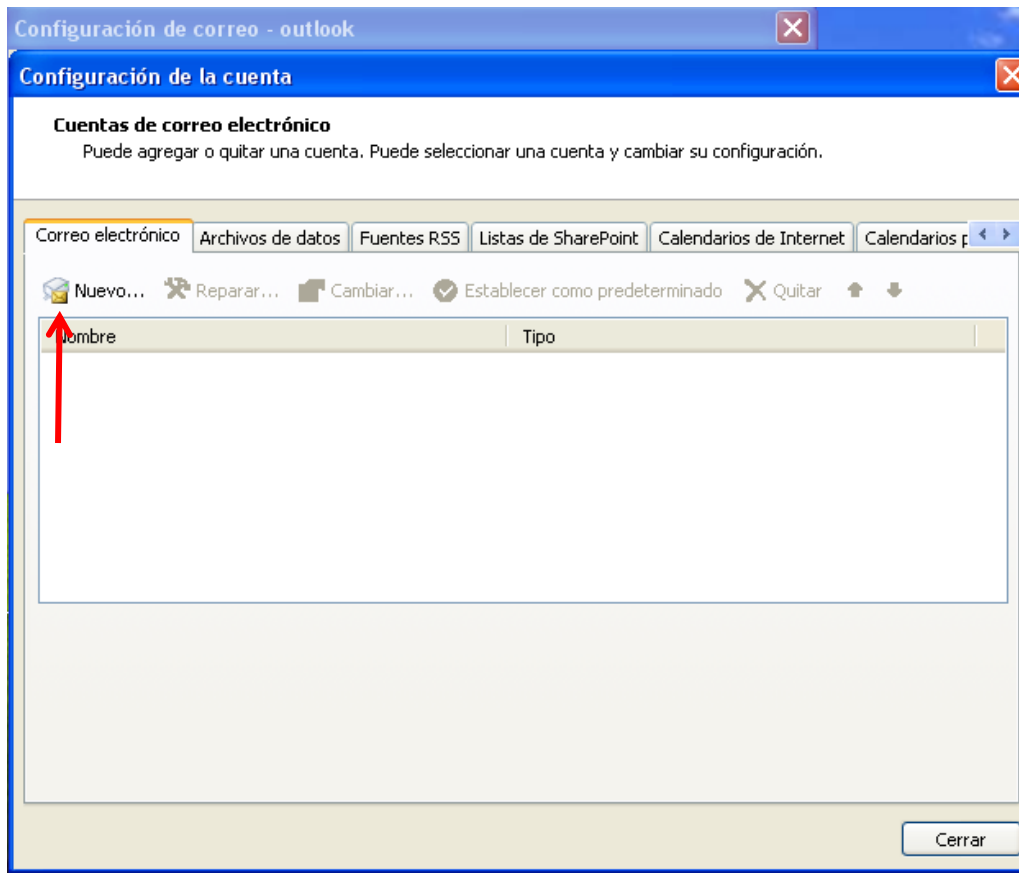 Configuración de correo - outlook
Configuración de la cuenta
Cuentas de correo electrónico
Puede agregar o quitar una cuenta. Puede seleccionar una cuenta y cambiar su configuración.
Correo electrónico Archivos de datos Fuentes RSS Listas de SharePoint Calendarios de Internet Calendarios p
Nuevo... Reparar... Cambiar... Establecer como predeterminado Quitar
Nombre Tipo
Cerrar